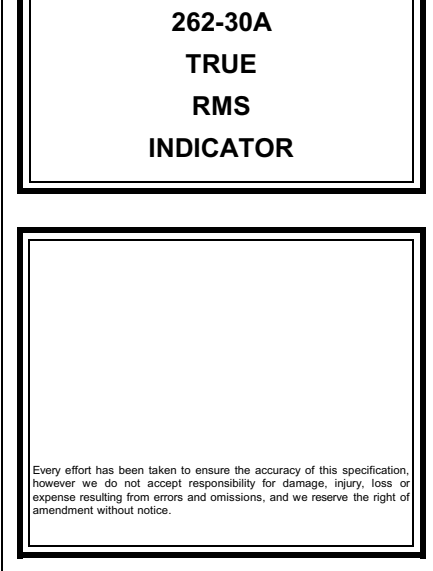 262-30A
TRUE
RMS
INDICATOR
Every effort has been taken to ensure the accuracy of this specification,
however we do not accept responsibility for damage, injury, loss or
expense resulting from errors and omissions, and we reserve the right of
amendment without notice.